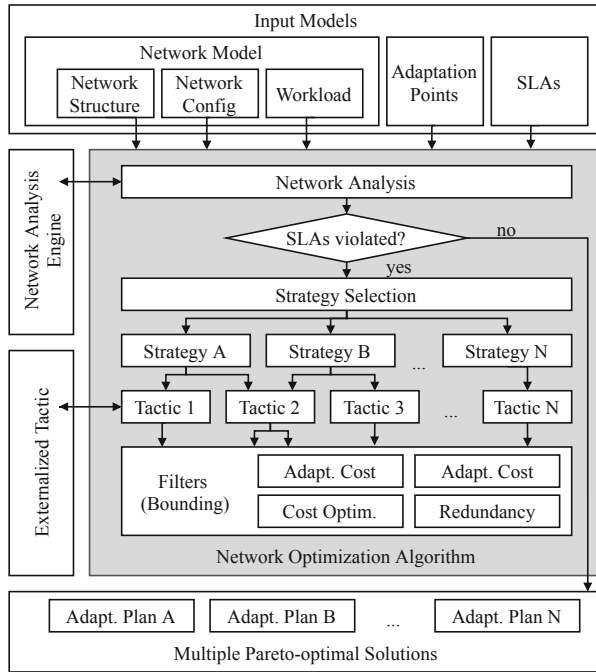 Input Models
Network Model
Network
Structure
Network
Config
Workload
Adaptation
Points
SLAs
Network Analysis
Engine
Network Analysis
SLAs violated?
no
yes
Strategy Selection
Strategy A
Strategy B
...
Strategy N
Externalized Tactic
Tactic 1
Tactic 2
Tactic 3
...
Tactic N
Filters
(Bounding)
Adapt. Cost
Adapt. Cost
Cost Optim.
Redundancy
Network Optimization Algorithm
Adapt. Plan A
Adapt. Plan B
...
Adapt. Plan N
Multiple Pareto-optimal Solutions